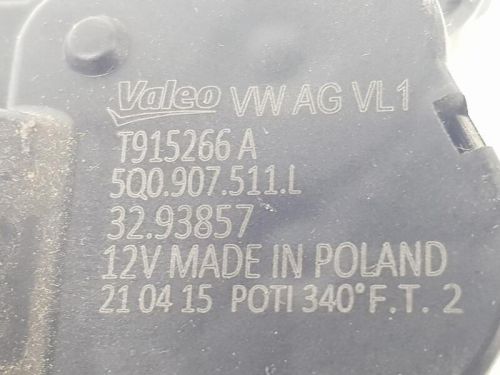 Valeo VW AG VL1
T915266 A
5Q0.907.511.L
32.93857
12V MADE IN POLAND
21 04 15 POTI 340° F.T. 2